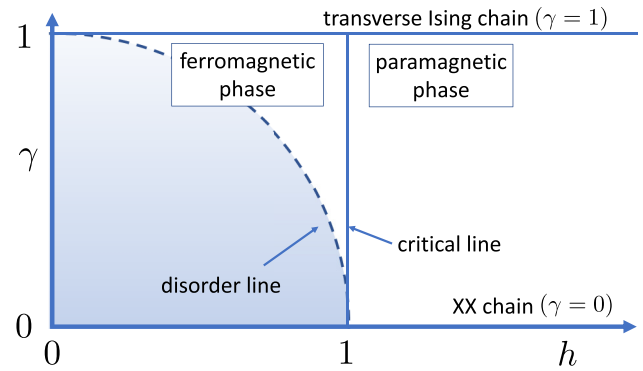 transverse Ising chain (γ = 1)
1
ferromagnetic
phase
paramagnetic
phase
γ
critical line
disorder line
XX chain (γ = 0)
0
0
1
h